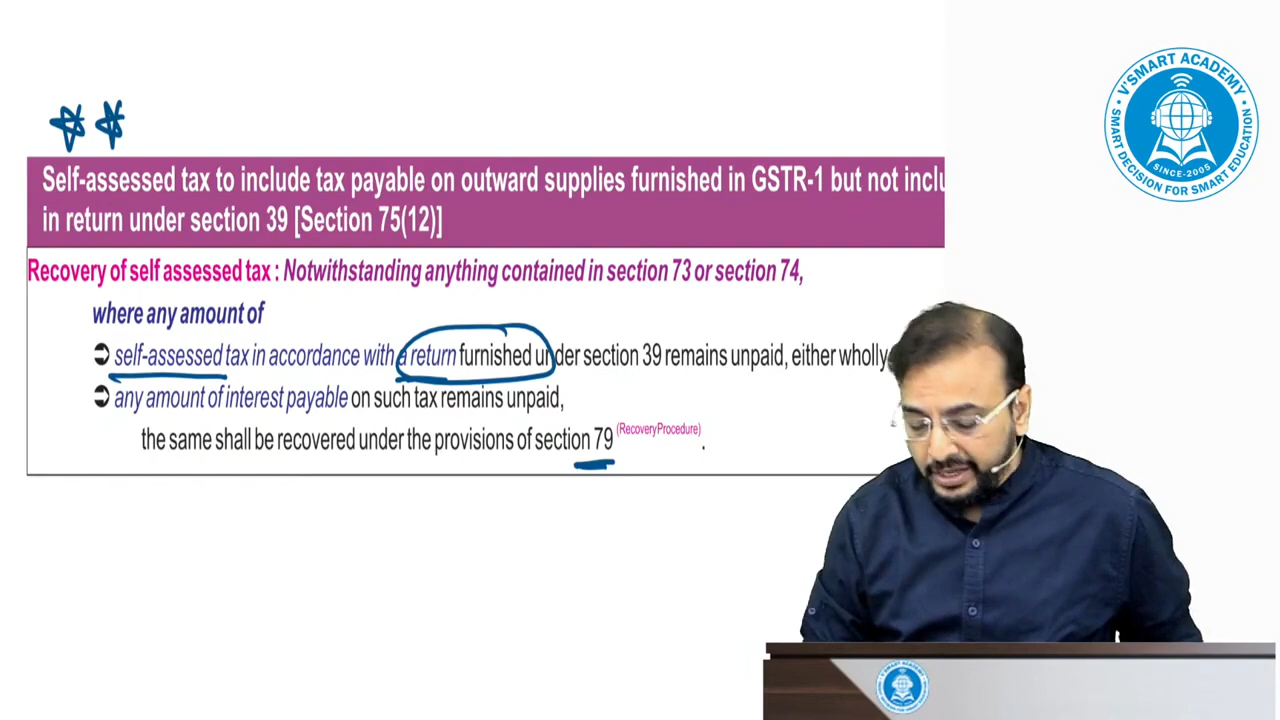 Self-assessed tax to include tax payable on outward supplies furnished in GSTR-1 but not
in return under section 39 [Section 75(12)]
Recovery of self assessed tax : Notwithstanding anything contained in section 73 or section 74,
where any amount of
➲ self-assessed tax in accordance with a return furnished under section 39 remains unpaid, either wholly
➲ any amount of interest payable on such tax remains unpaid,
the same shall be recovered under the provisions of section 79 (Recovery Procedure).
V'SMART ACADEMY
SINCE-2005
SMART DECISION FOR SMART EDUCATION
V'SMART ACADEMY